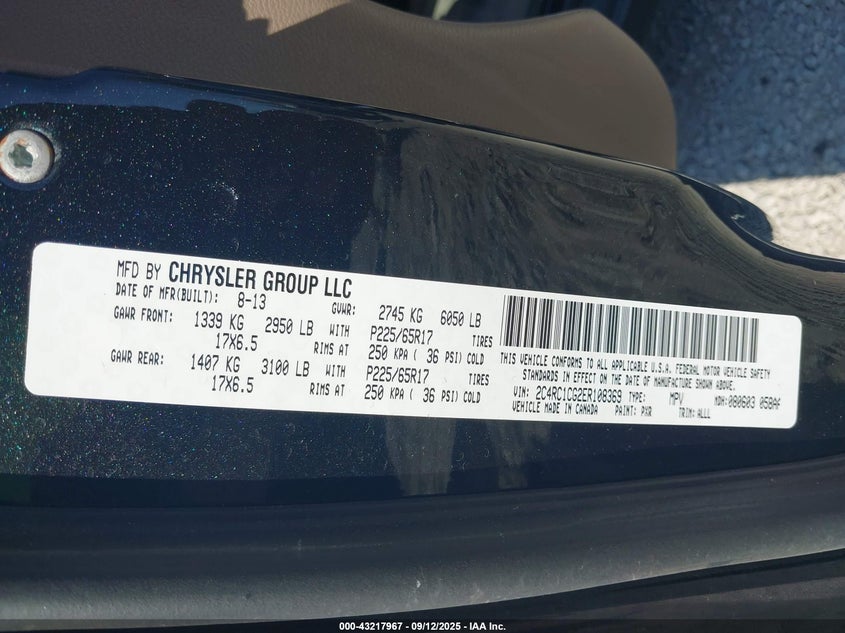 MFD BY CHRYSLER GROUP LLC
DATE OF MFR(BUILT): 8-13 GVWR: 2745 KG 6050 LB
GAWR FRONT: 1339 KG 2950 LB WITH P225/65R17 TIRES
17X6.5 RIMS AT 250 KPA ( 36 PSI) COLD
GAWR REAR: 1407 KG 3100 LB WITH P225/65R17 TIRES
17X6.5 RIMS AT 250 KPA ( 36 PSI) COLD
THIS VEHICLE CONFORMS TO ALL APPLICABLE U.S.A. FEDERAL MOTOR VEHICLE SAFETY
STANDARDS IN EFFECT ON THE DATE OF MANUFACTURE SHOWN ABOVE.
VIN: 2C4RC1CG2ER108369 TYPE: MPV MDH: 080603 058AF
VEHICLE MADE IN CANADA PAINT: PXR TRIM: ALLL
000-43217967 - 09/12/2025 - IAA Inc.